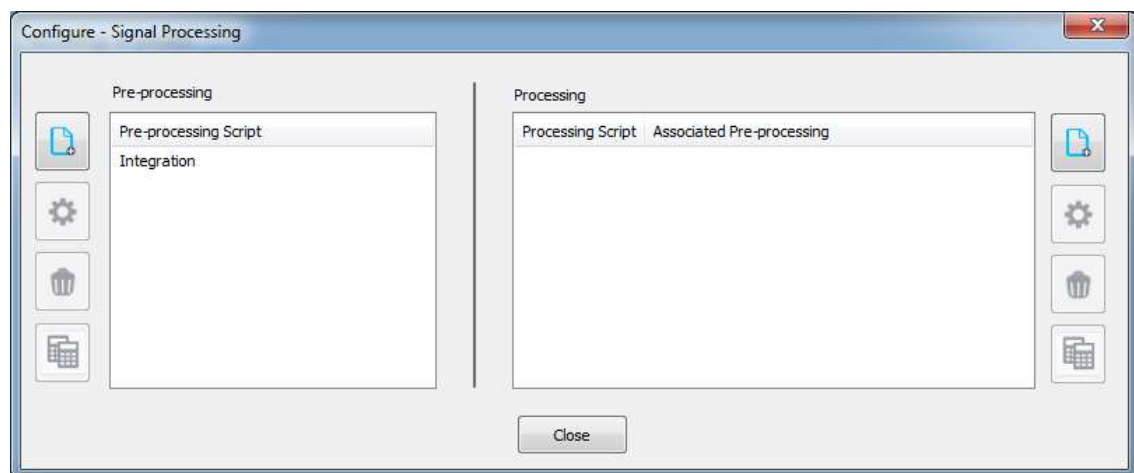 Configure - Signal Processing
Pre-processing
Pre-processing Script
Integration
Processing
Processing Script Associated Pre-processing
Close